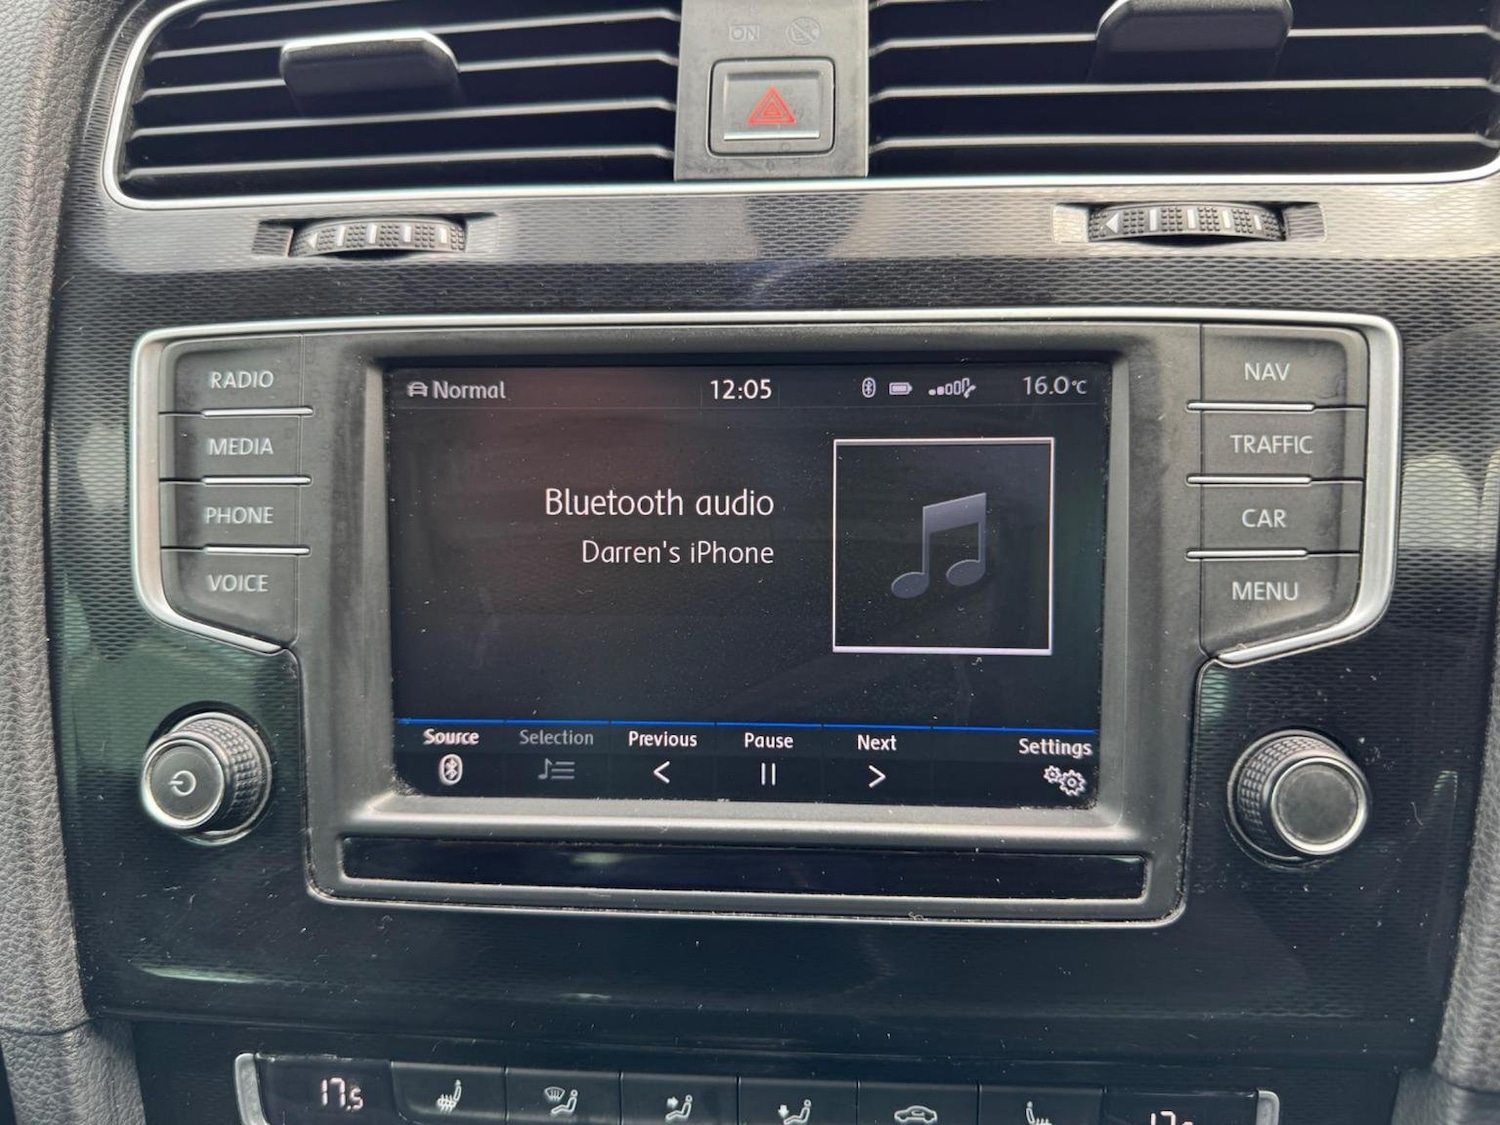 ON
RADIO
MEDIA
PHONE
VOICE
Normal
12:05
16.0°C
Bluetooth audio
Darren's iPhone
Source
Selection
Previous
Pause
Next
Settings
NAV
TRAFFIC
CAR
MENU
17.5